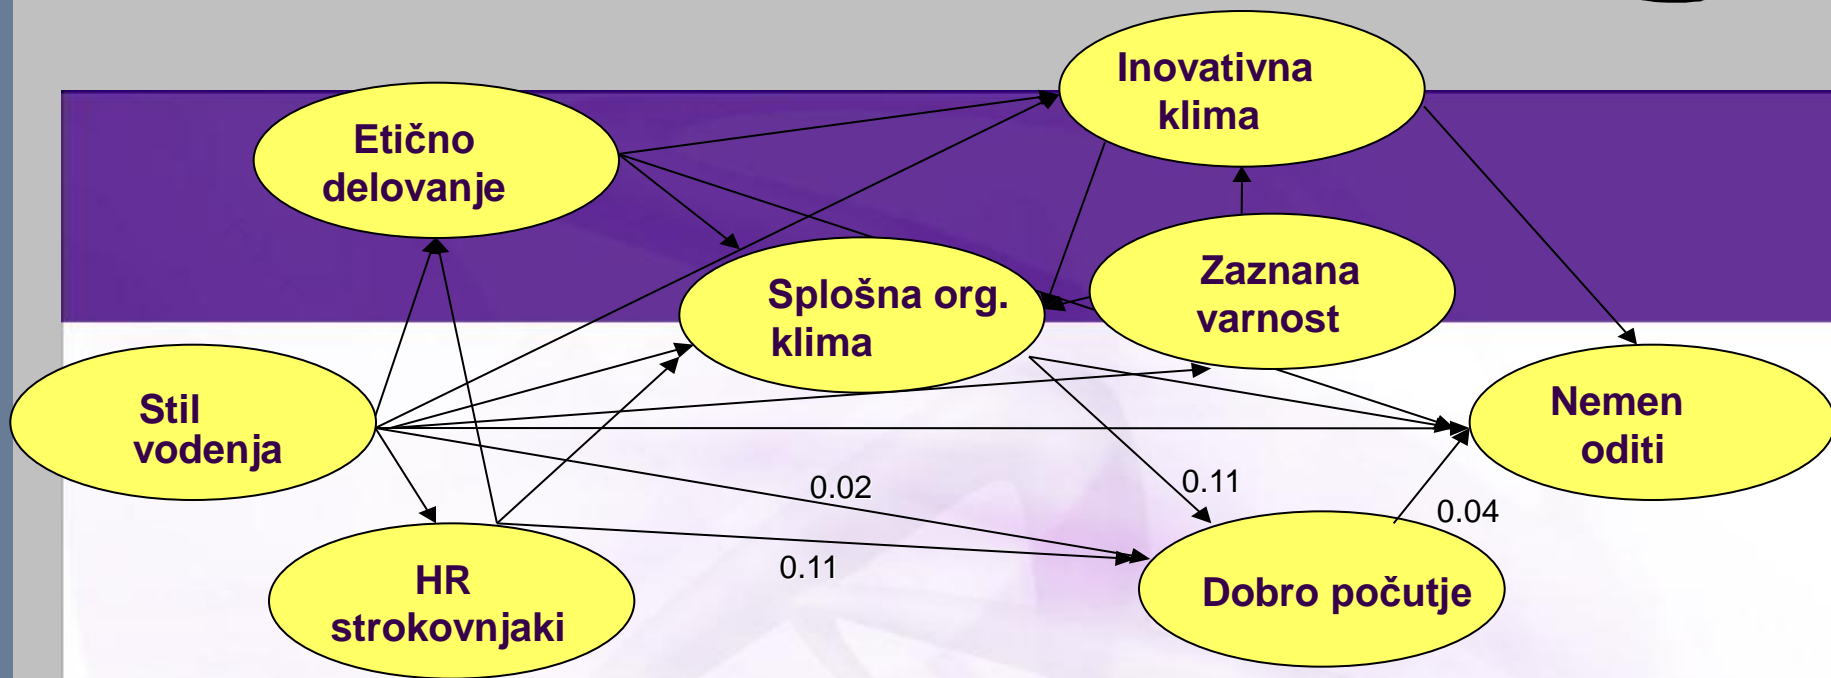 Inovativna
klima
Etično
delovanje
Zaznana
varnost
Splošna org.
klima
Stil
vodenja
Nemen
oditi
0.02
0.11
0.04
0.11
HR
strokovnjaki
Dobro počutje